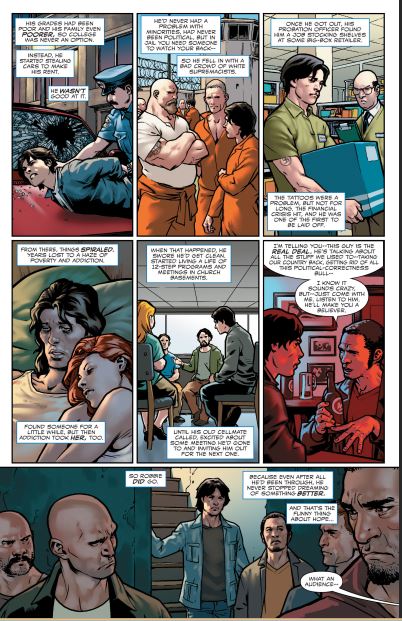 HIS GRADES HAD BEEN
POOR AND HIS FAMILY EVEN
POORER, SO COLLEGE
WAS NEVER AN OPTION.
INSTEAD, HE
STARTED STEALING
CARS TO MAKE
HIS RENT.
HE WASN'T
GOOD AT IT.
HE'D NEVER HAD A
PROBLEM WITH
MINORITIES, HAD NEVER
BEEN POLITICAL, BUT IN
JAIL YOU NEED SOMEONE
TO WATCH YOUR BACK--
SO HE FELL IN WITH A
BAD CROWD OF WHITE
SUPREMACISTS.
ONCE HE GOT OUT, HIS
PROBATION OFFICER FOUND
HIM A JOB STOCKING SHELVES
AT SOME BIG-BOX RETAILER.
THE TATTOOS WERE A
PROBLEM, BUT NOT FOR
LONG. THE FINANCIAL
CRISIS HIT, AND HE WAS
ONE OF THE FIRST TO
BE LAID OFF.
FROM THERE, THINGS SPIRALED.
YEARS LOST TO A HAZE OF
POVERTY AND ADDICTION.
FOUND SOMEONE FOR A
LITTLE WHILE, BUT THEN
ADDICTION TOOK HER, TOO.
WHEN THAT HAPPENED, HE
SWORE HE'D GET CLEAN.
STARTED LIVING A LIFE OF
12-STEP PROGRAMS AND
MEETINGS IN CHURCH
BASEMENTS.
UNTIL HIS OLD CELLMATE
CALLED, EXCITED ABOUT
SOME MEETING HE'D GONE
TO AND INVITING HIM OUT
FOR THE NEXT ONE.
I'M TELLING YOU--THIS GUY IS THE
REAL DEAL. HE'S TALKING ABOUT
ALL THE STUFF WE USED TO--TAKING
OUR COUNTRY BACK, GETTING RID OF ALL
THIS POLITICAL-CORRECTNESS
BULL--
I KNOW IT
SOUNDS CRAZY,
BUT--JUST COME WITH
ME. LISTEN TO HIM.
HE'LL MAKE YOU A
BELIEVER.
SO ROBBIE
DID GO.
BECAUSE EVEN AFTER ALL
HE'D BEEN THROUGH, HE
NEVER STOPPED DREAMING
OF SOMETHING BETTER.
AND THAT'S THE
FUNNY THING
ABOUT HOPE...
WHAT AN
AUDIENCE--